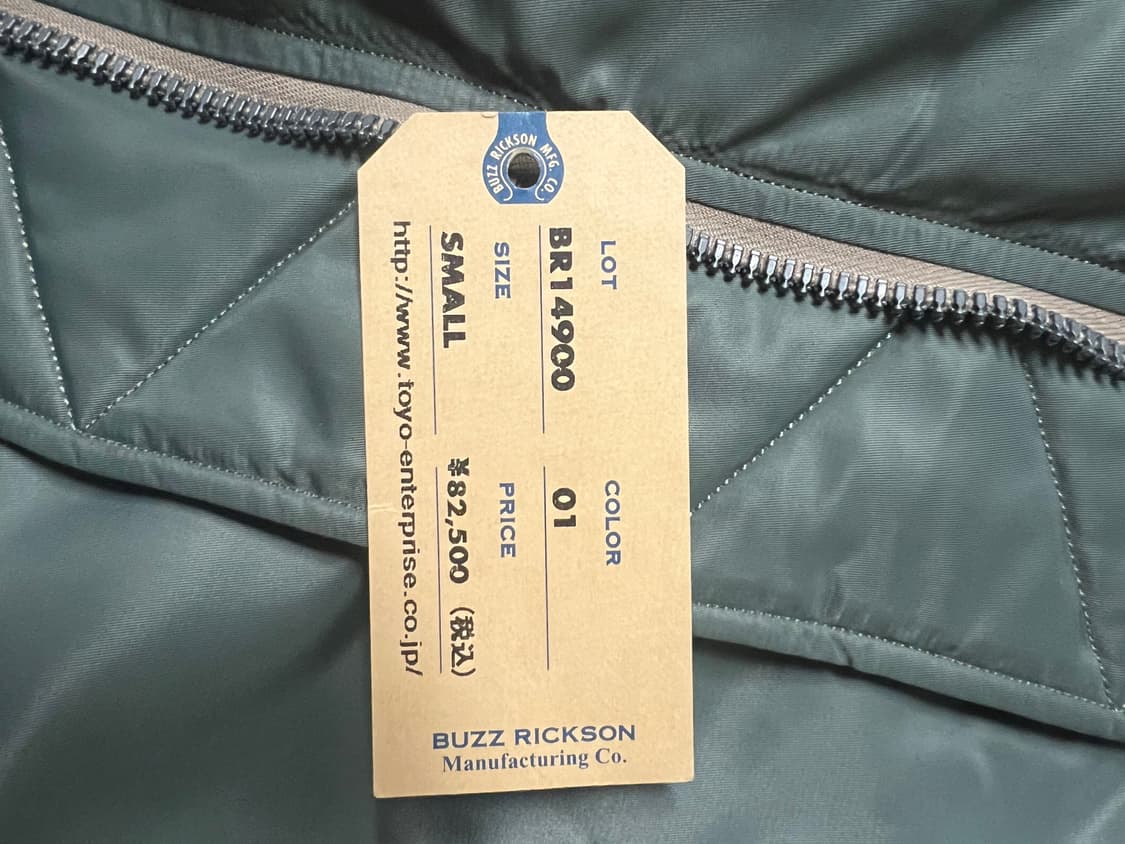 BUZZ RICKSON MFG. CO.
LOT
BR14900
COLOR
01
SIZE
SMALL
PRICE
¥82,500（税込）
http://www.toyo-enterprise.co.jp/
BUZZ RICKSON
Manufacturing Co.